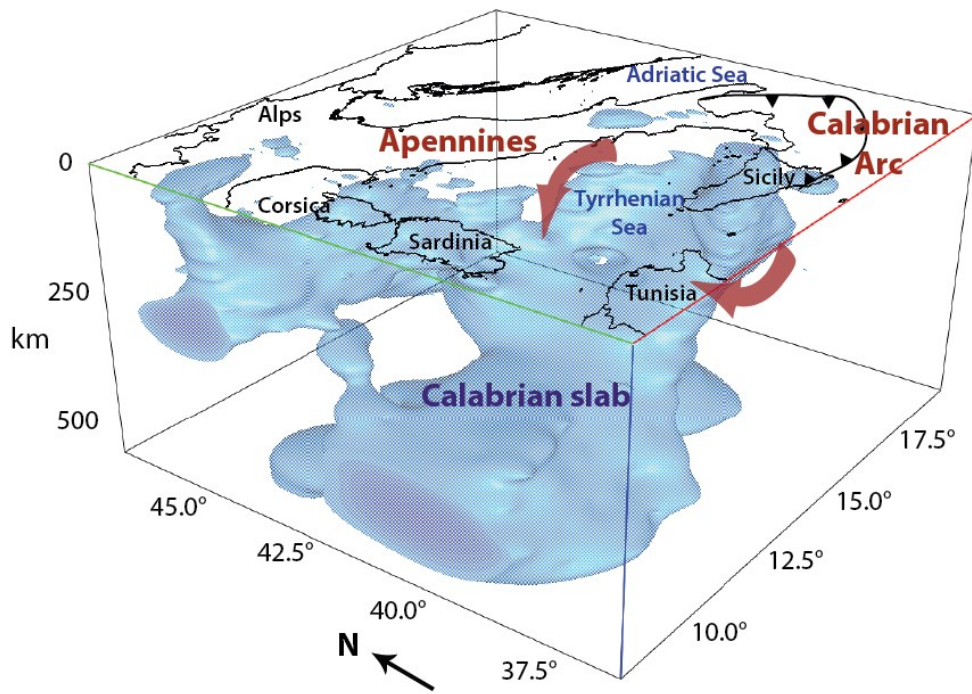 Adriatic Sea
Alps
Calabrian
Arc
Apennines
0
Sicily
Tyrrhenian
Sea
Corsica
Sardinia
250
Tunisia
km
Calabrian slab
500
17.5°
45.0°
15.0°
42.5°
12.5°
40.0°
10.0°
N
37.5°